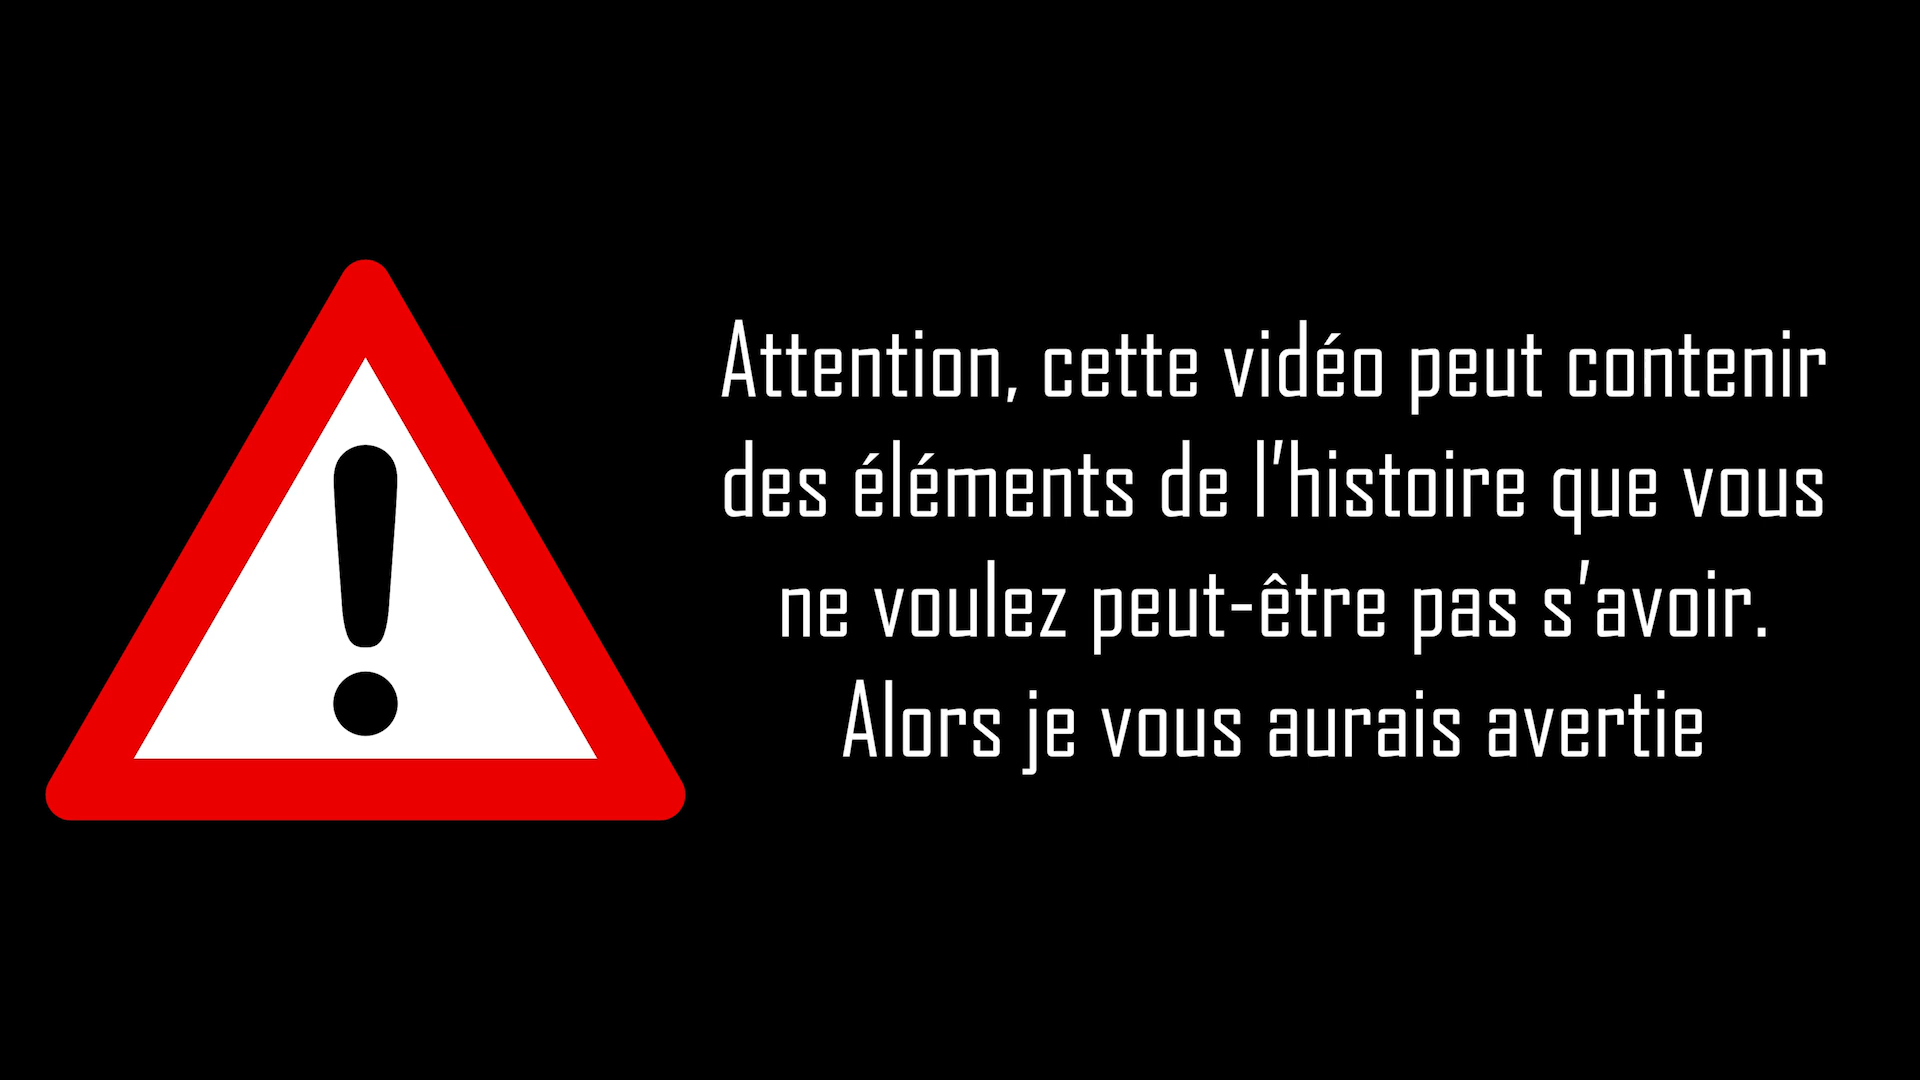 Attention, cette vidéo peut contenir
des éléments de l’histoire que vous
ne voulez peut-être pas s’avoir.
Alors je vous aurais avertie